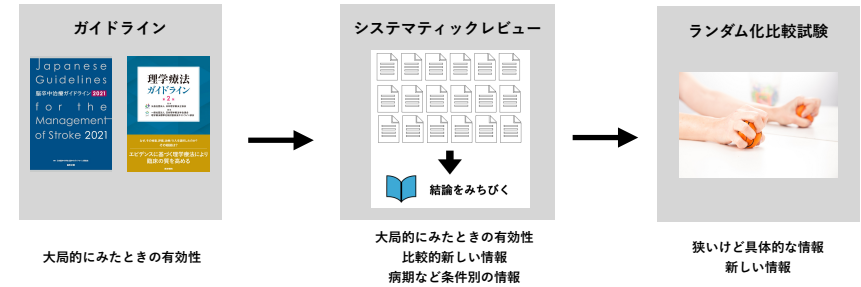 ガイドライン
Japanese
Guidelines
脳卒中治療ガイドライン 2021
for the
Management
of Stroke 2021
理学療法
ガイドライン
第2版
エビデンスに基づく理学療法により
臨床の質を高める
大局的にみたときの有効性
システマティックレビュー
結論をみちびく
大局的にみたときの有効性
比較的新しい情報
病期など条件別の情報
ランダム化比較試験
狭いけど具体的な情報
新しい情報